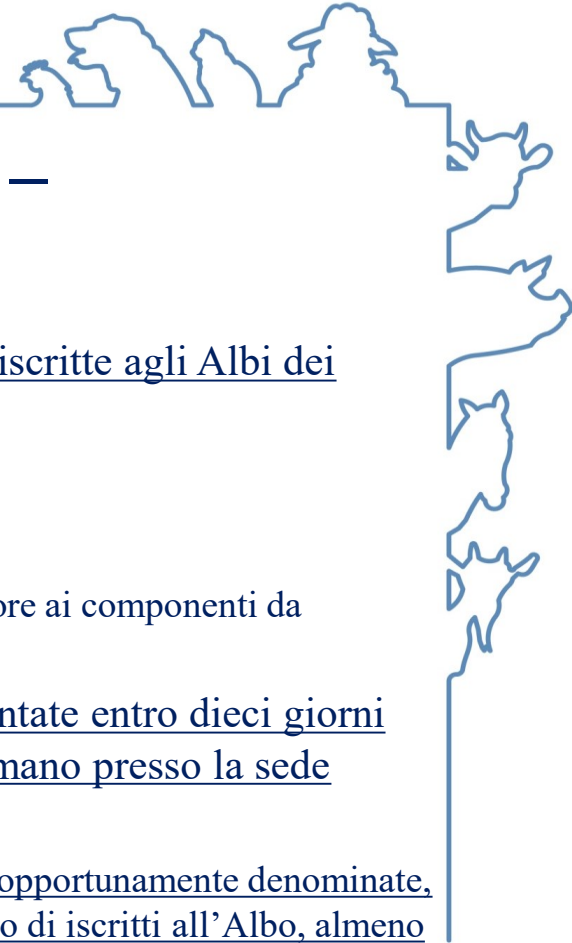 –
iscritte agli Albi dei
ore ai componenti da
ntate entro dieci giorni
mano presso la sede
opportunamente denominate,
o di iscritti all’Albo, almeno